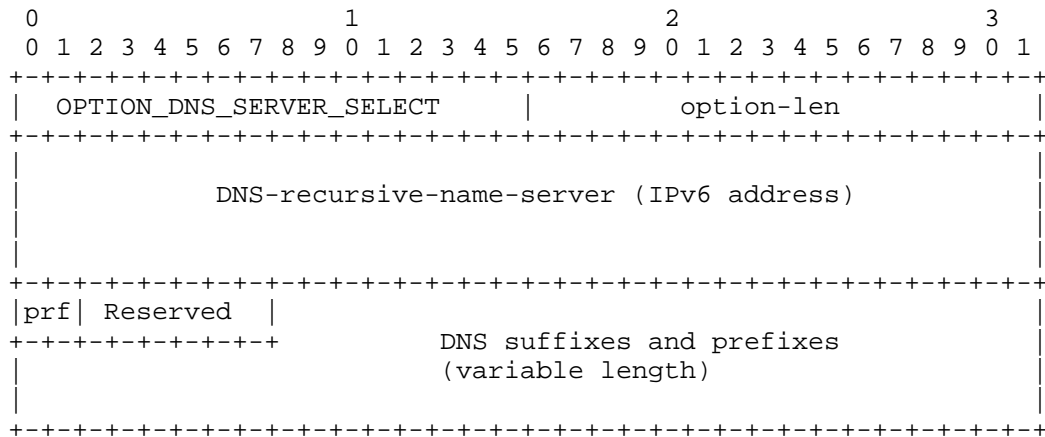 0                   1                   2                   3
0 1 2 3 4 5 6 7 8 9 0 1 2 3 4 5 6 7 8 9 0 1 2 3 4 5 6 7 8 9 0 1
+-+-+-+-+-+-+-+-+-+-+-+-+-+-+-+-+-+-+-+-+-+-+-+-+-+-+-+-+-+-+-+-+
|  OPTION_DNS_SERVER_SELECT     |         option-len            |
+-+-+-+-+-+-+-+-+-+-+-+-+-+-+-+-+-+-+-+-+-+-+-+-+-+-+-+-+-+-+-+-+
|                                                               |
|            DNS-recursive-name-server (IPv6 address)           |
|                                                               |
|                                                               |
+-+-+-+-+-+-+-+-+-+-+-+-+-+-+-+-+-+-+-+-+-+-+-+-+-+-+-+-+-+-+-+-+
|prf| Reserved  |                                               |
+-+-+-+-+-+-+-+-+          DNS suffixes and prefixes            |
|                          (variable length)                    |
|                                                               |
+-+-+-+-+-+-+-+-+-+-+-+-+-+-+-+-+-+-+-+-+-+-+-+-+-+-+-+-+-+-+-+-+